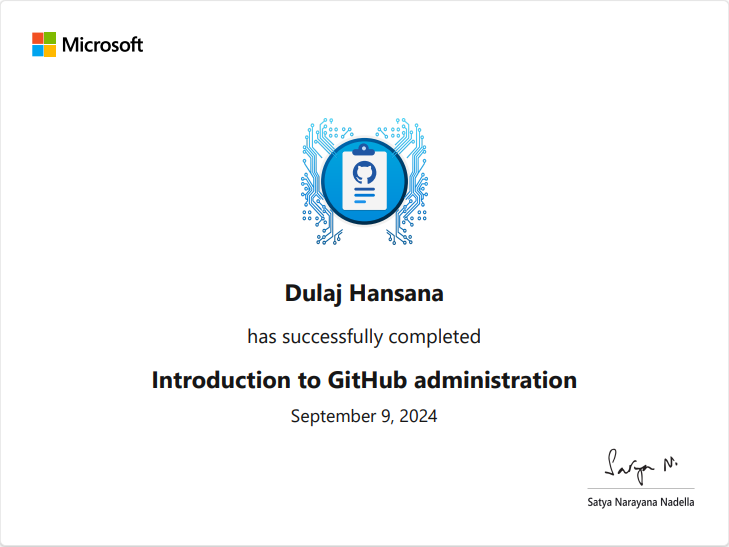 Microsoft
Dulaj Hansana
has successfully completed
Introduction to GitHub administration
September 9, 2024
Satya N.
Satya Narayana Nadella